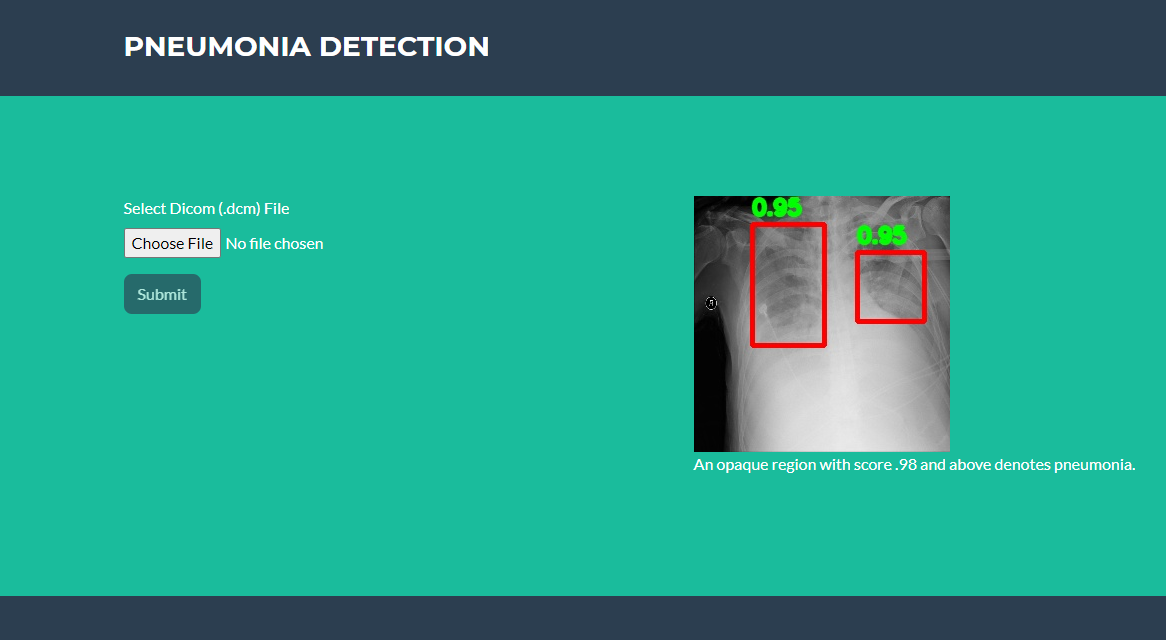 PNEUMONIA DETECTION
Select Dicom (.dcm) File
Choose File No file chosen
Submit
0.95
0.95
An opaque region with score .98 and above denotes pneumonia.